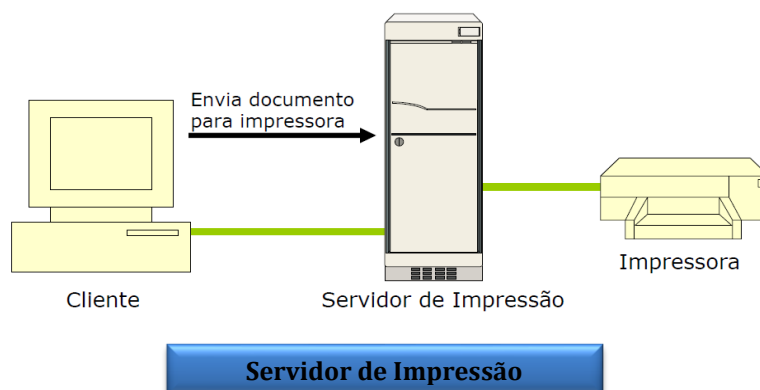 Envia documento
para impressora
Cliente
Servidor de Impressão
Impressora
Servidor de Impressão